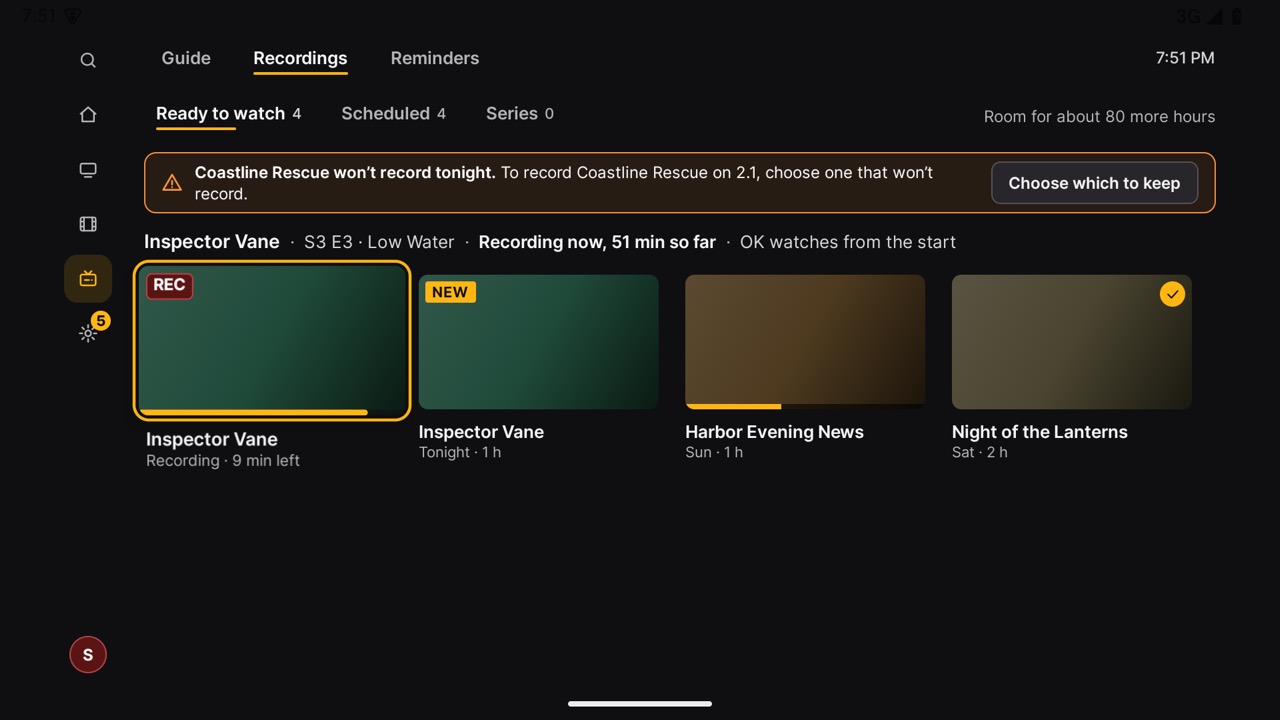 7:51
3G
Guide
Recordings
Reminders
7:51 PM
Ready to watch 4
Scheduled 4
Series 0
Room for about 80 more hours
Coastline Rescue won’t record tonight. To record Coastline Rescue on 2.1, choose one that won’t
record.
Choose which to keep
Inspector Vane · S3 E3 · Low Water · Recording now, 51 min so far · OK watches from the start
REC
NEW
5
Inspector Vane
Recording · 9 min left
Inspector Vane
Tonight · 1 h
Harbor Evening News
Sun · 1 h
Night of the Lanterns
Sat · 2 h
S